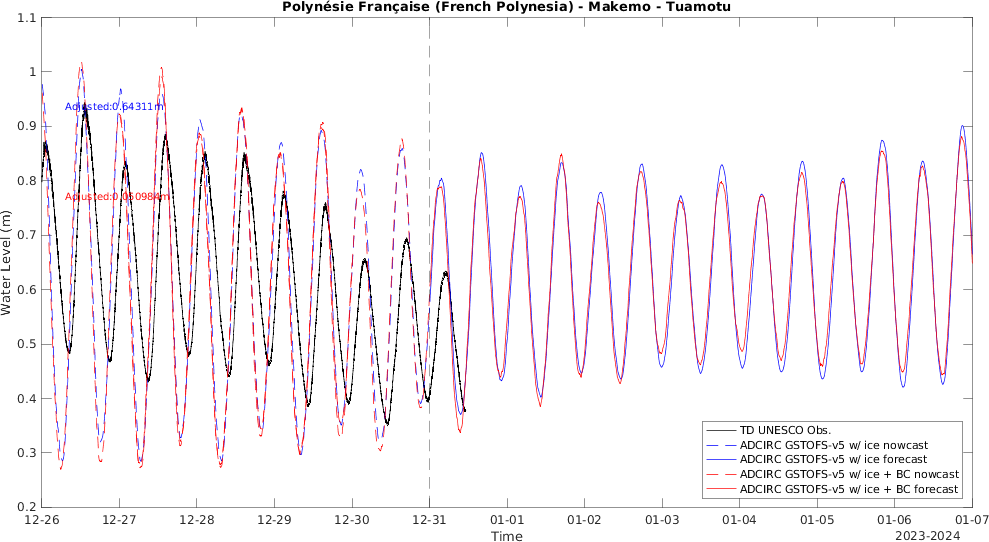 Polynésie Française (French Polynesia) - Makemo - Tuamotu
1.1
1
0.9
0.8
0.7
0.6
0.5
0.4
0.3
0.2
Water Level (m)
Adjusted:0.64311m
Adjusted:0.050984m
TD UNESCO Obs.
ADCIRC GSTOFS-v5 w/ ice nowcast
ADCIRC GSTOFS-v5 w/ ice forecast
ADCIRC GSTOFS-v5 w/ ice + BC nowcast
ADCIRC GSTOFS-v5 w/ ice + BC forecast
12-26 12-27 12-28 12-29 12-30 12-31 01-01 01-02 01-03 01-04 01-05 01-06 01-07
Time
2023-2024